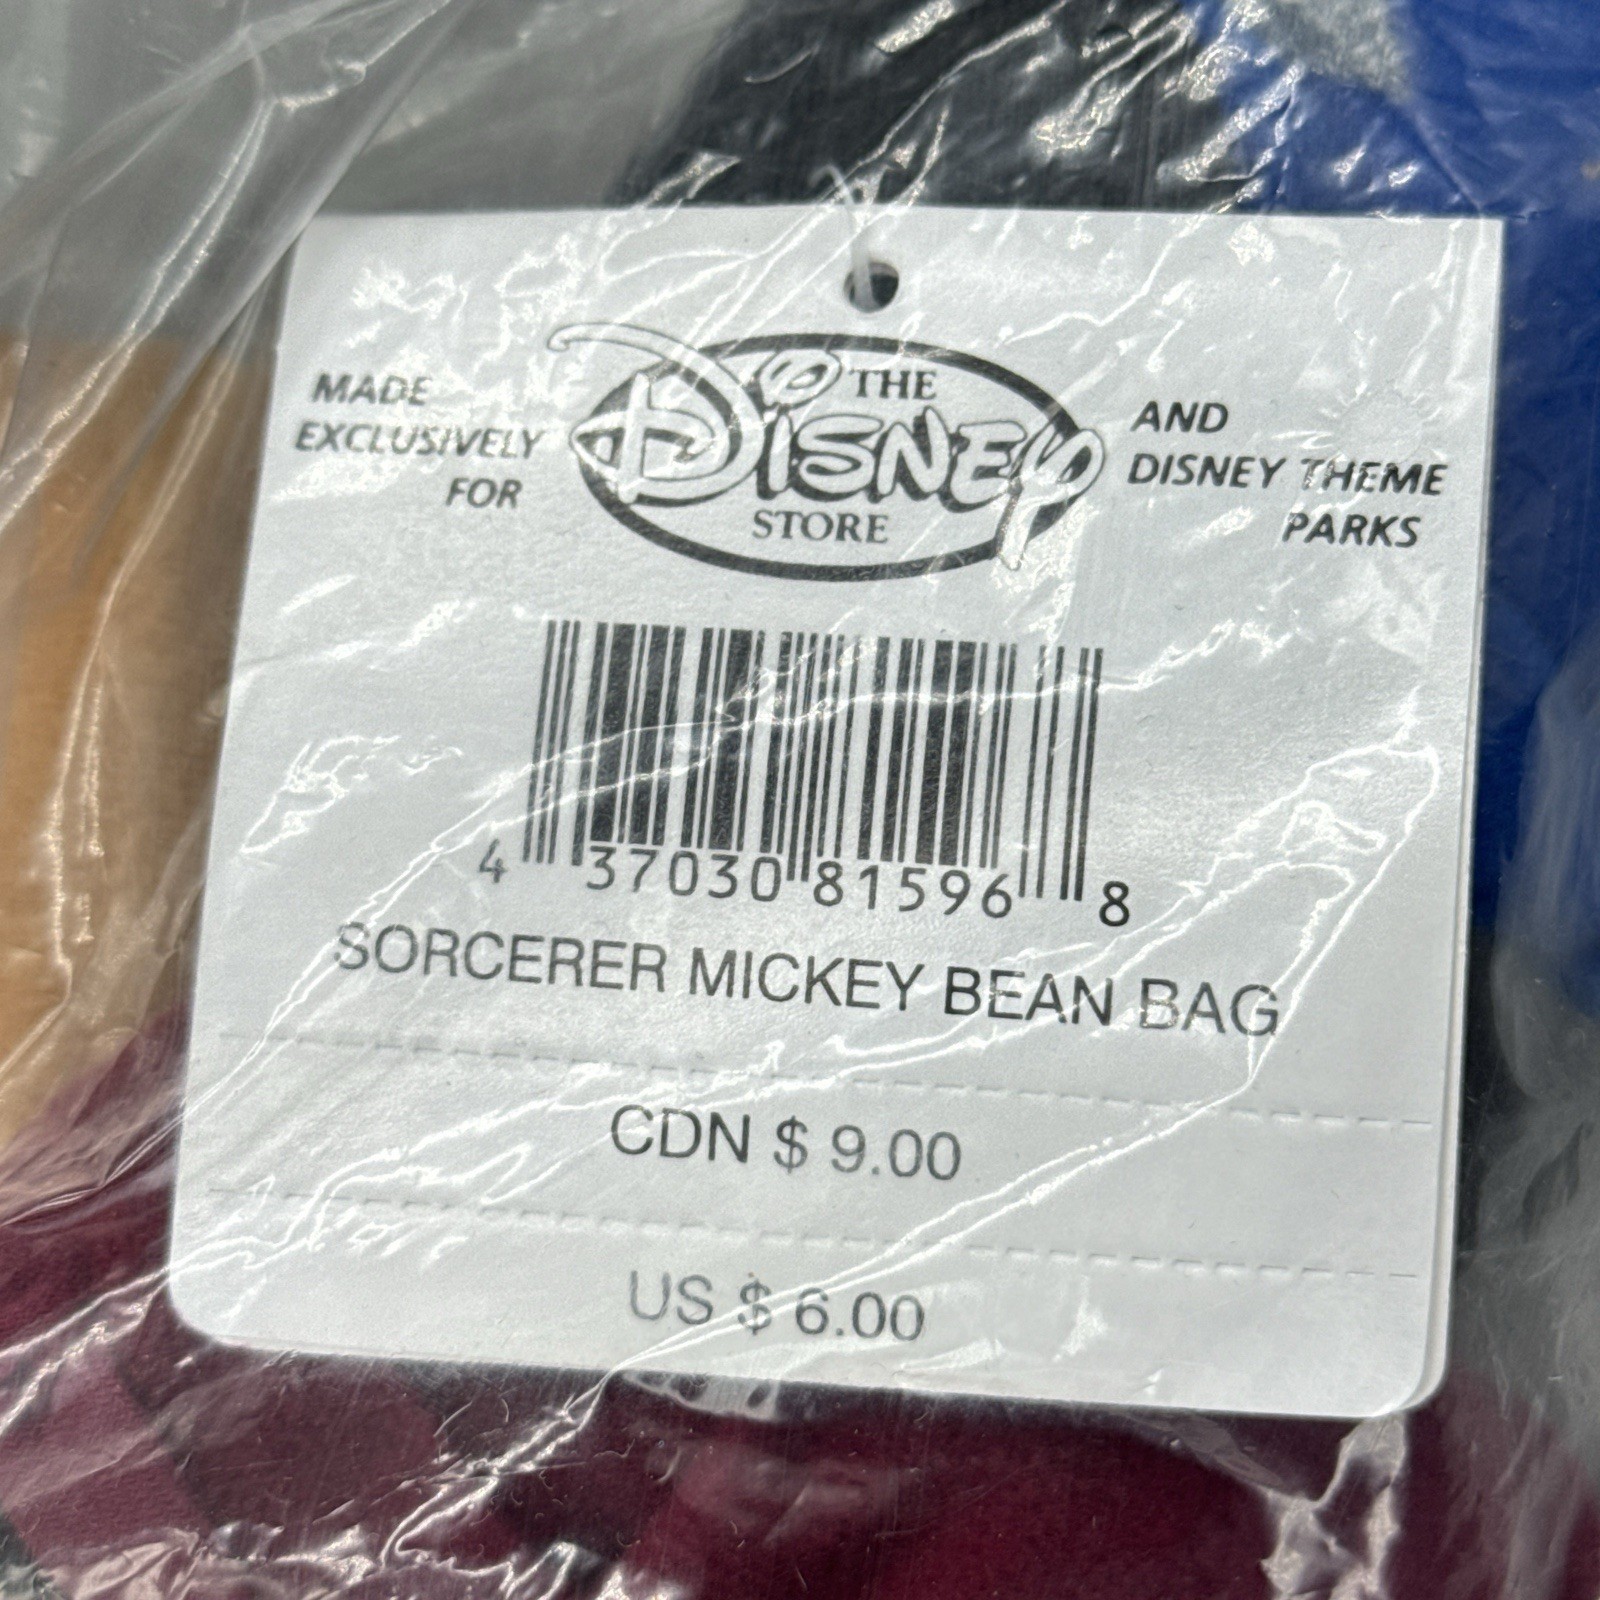 MADE
EXCLUSIVELY
FOR
THE
DISNEY
STORE
AND
DISNEY THEME
PARKS
4 37030 81596 8
SORCERER MICKEY BEAN BAG
CDN $ 9.00
US $ 6.00